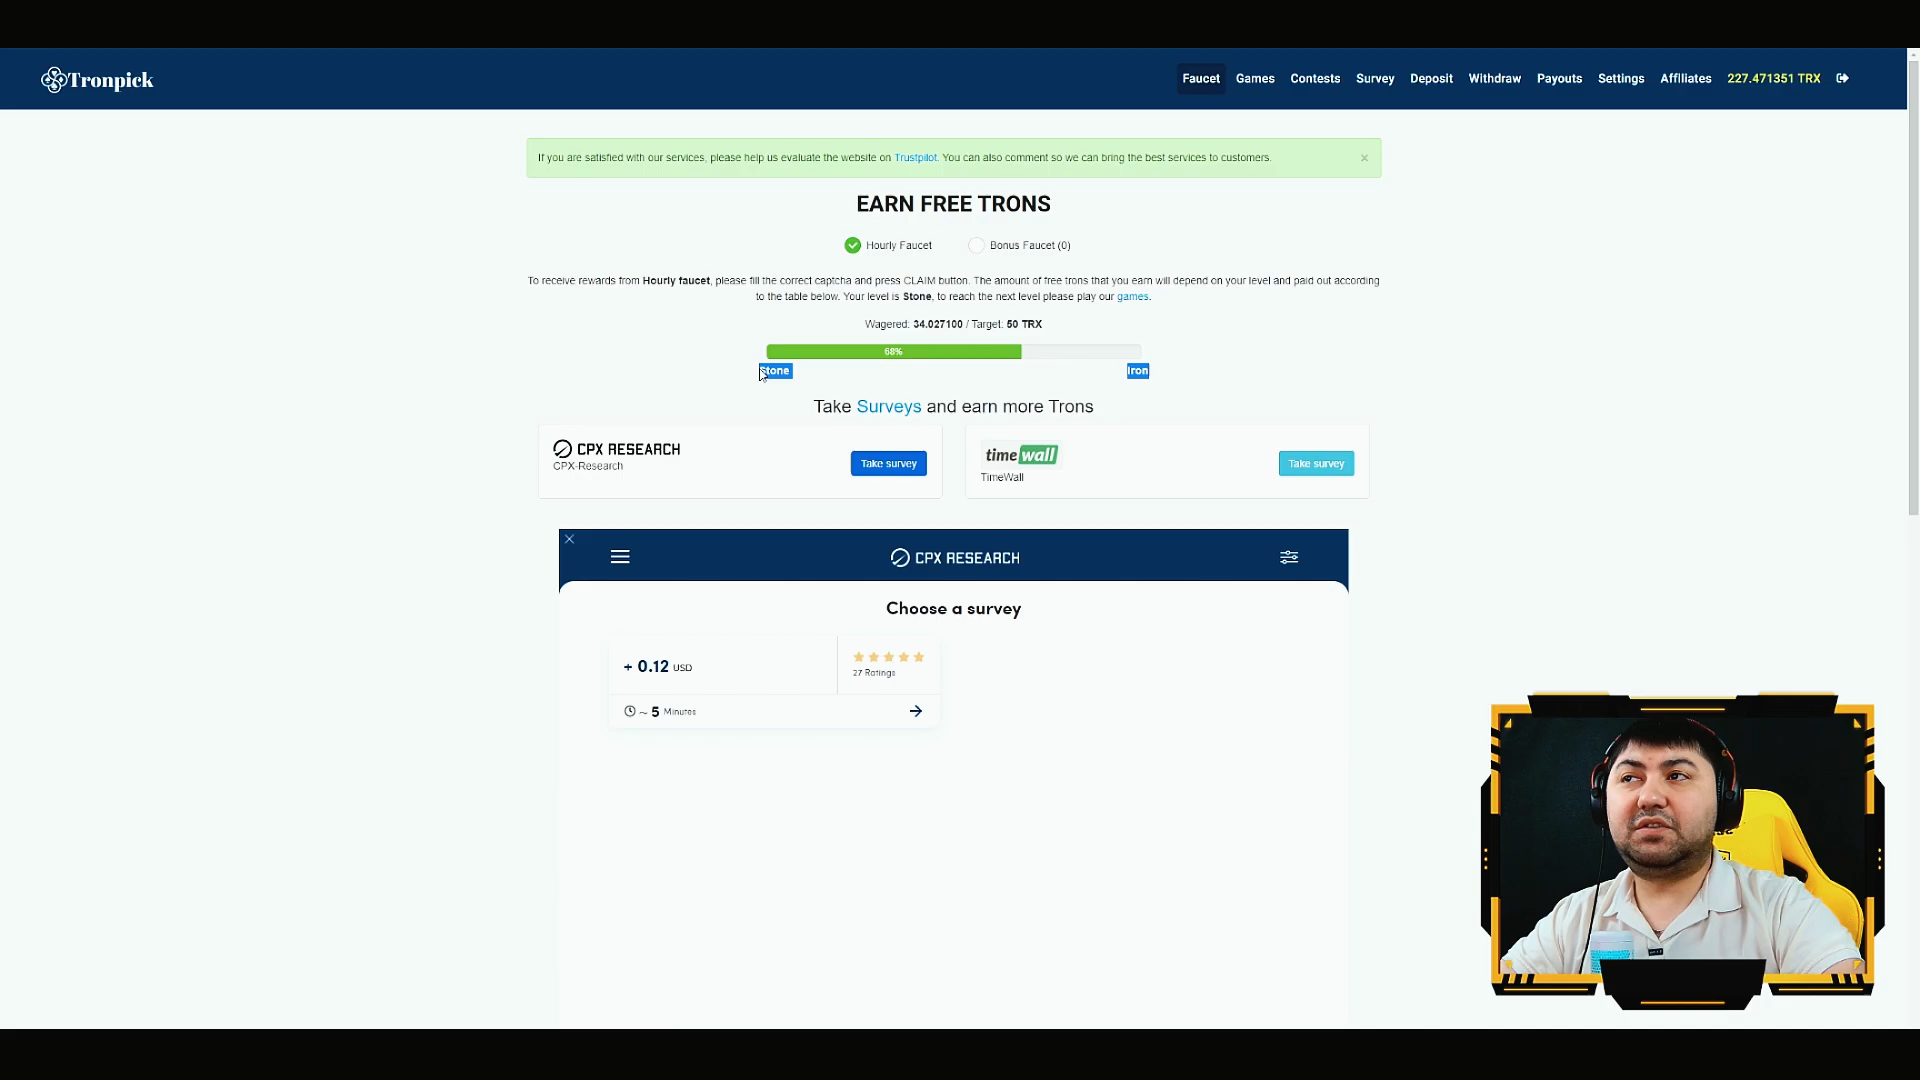 Tronpick
Faucet Games Contests Survey Deposit Withdraw Payouts Settings Affiliates 227.471351 TRX
If you are satisfied with our services, please help us evaluate the website on Trustpilot. You can also comment so we can bring the best services to customers. ×
EARN FREE TRONS
Hourly Faucet Bonus Faucet (0)
To receive rewards from Hourly faucet, please fill the correct captcha and press CLAIM button. The amount of free trons that you earn will depend on your level and paid out according
to the table below. Your level is Stone, to reach the next level please play our games.
Wagered: 34.027100 / Target: 50 TRX
68%
Stone Iron
Take Surveys and earn more Trons
CPX RESEARCH
CPX-Research
Take survey
timewall
TimeWall
Take survey
CPX RESEARCH
Choose a survey
+ 0.12 USD
27 Ratings
~ 5 Minutes